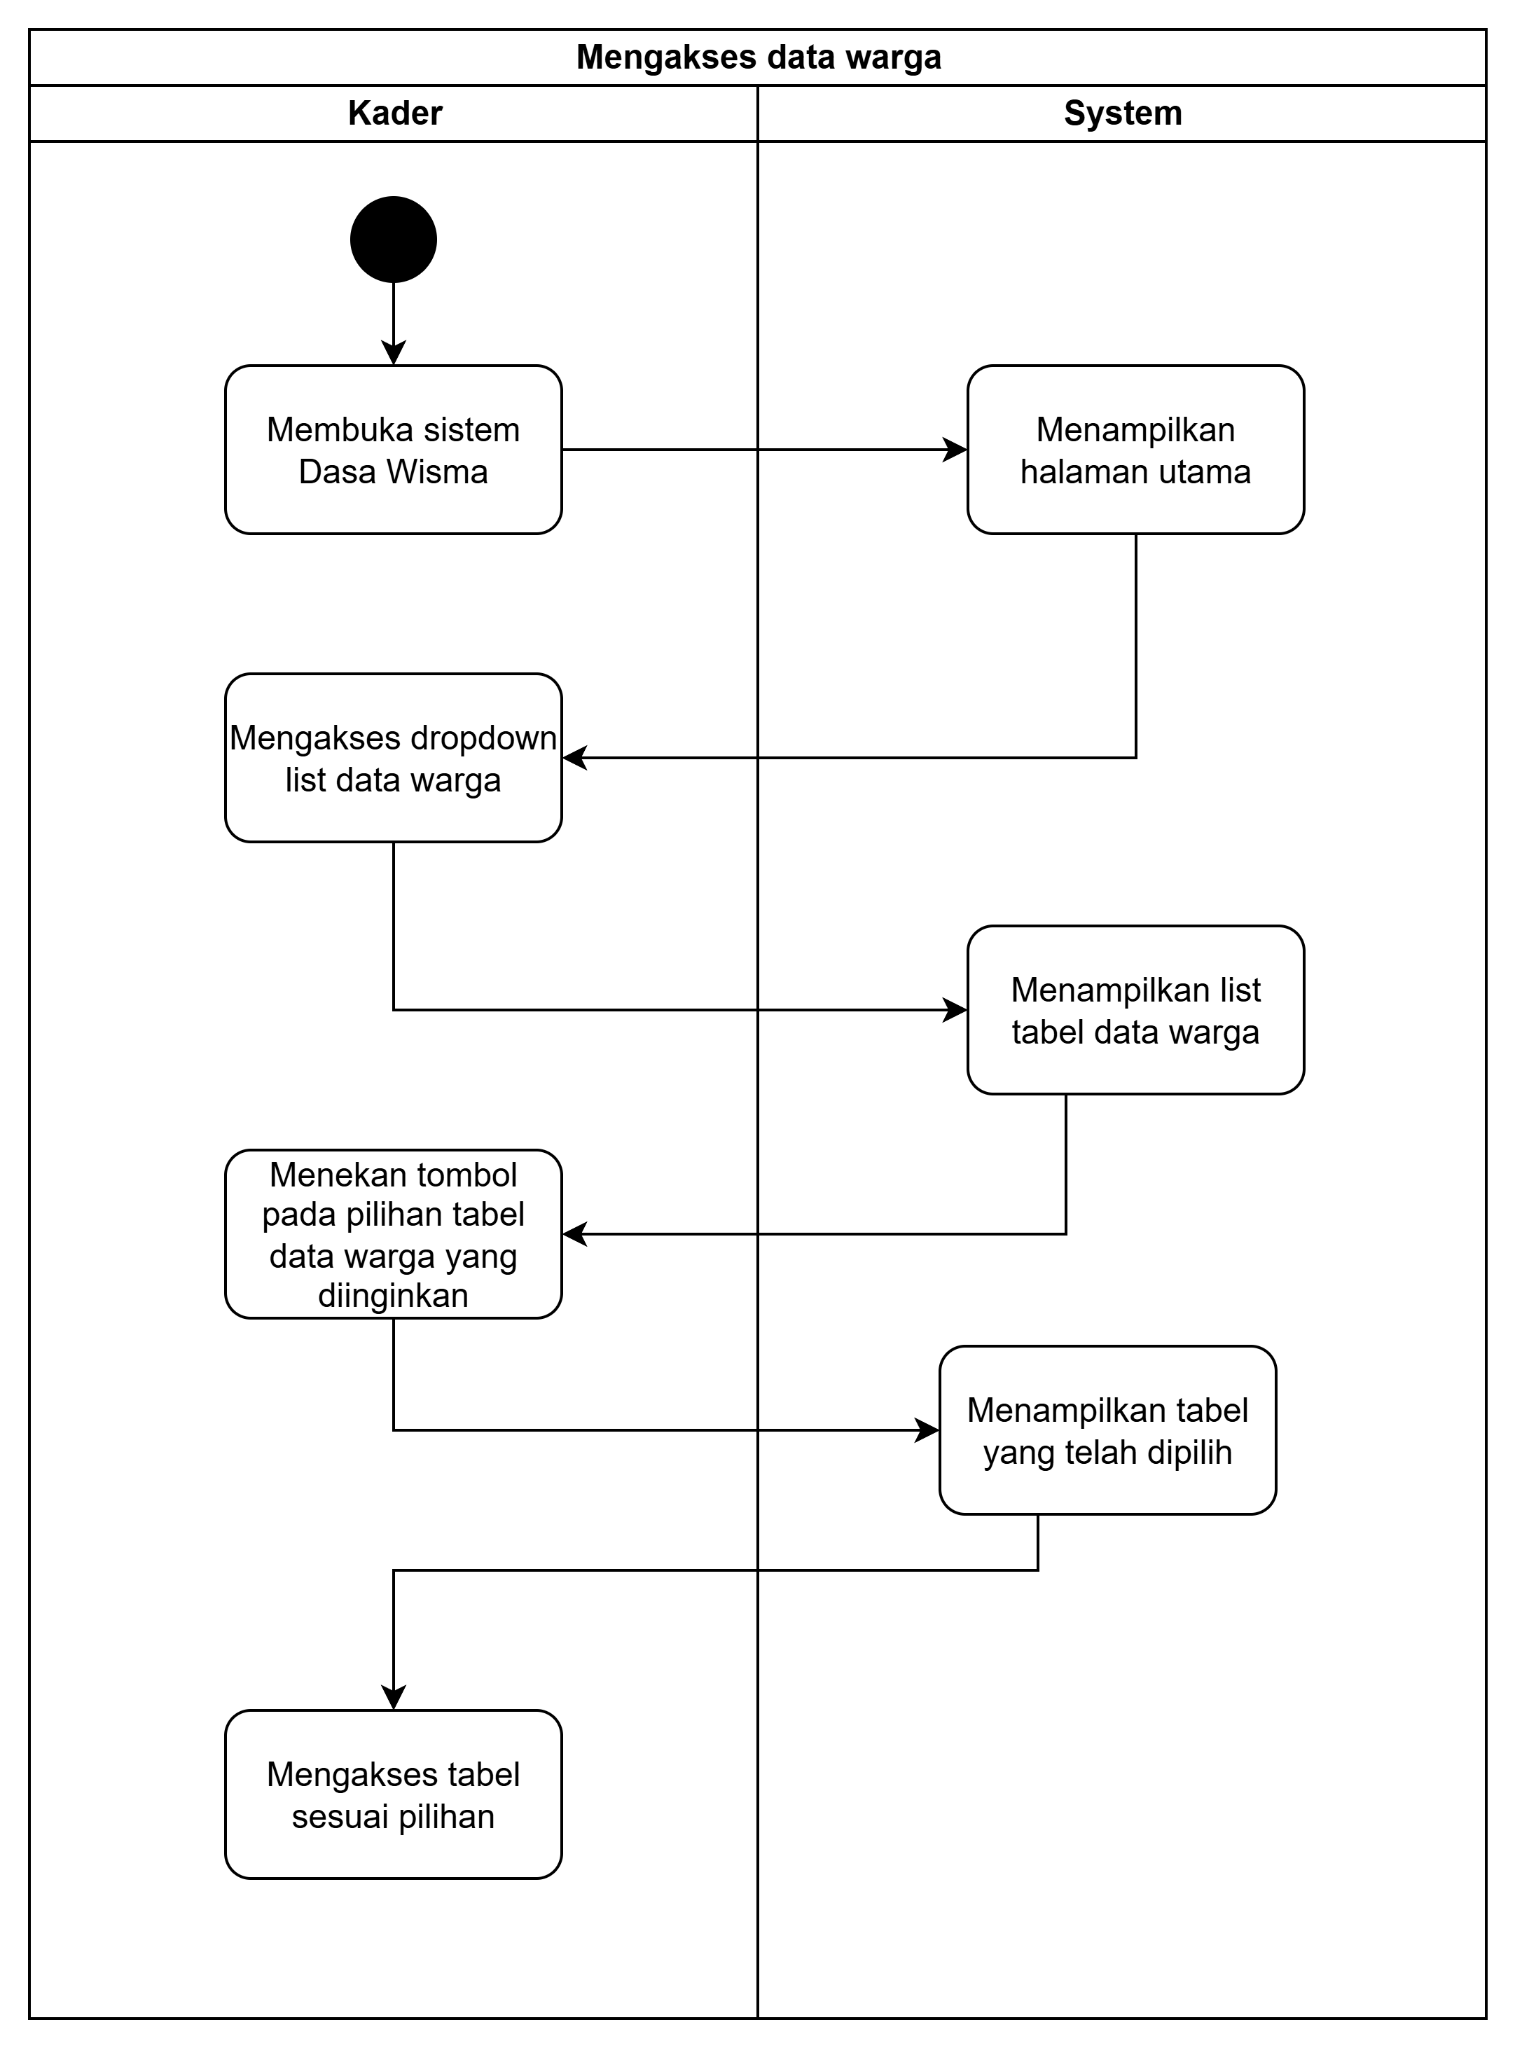 Mengakses data warga
Kader
System
Membuka sistem
Dasa Wisma
Menampilkan
halaman utama
Mengakses dropdown
list data warga
Menampilkan list
tabel data warga
Menekan tombol
pada pilihan tabel
data warga yang
diinginkan
Menampilkan tabel
yang telah dipilih
Mengakses tabel
sesuai pilihan